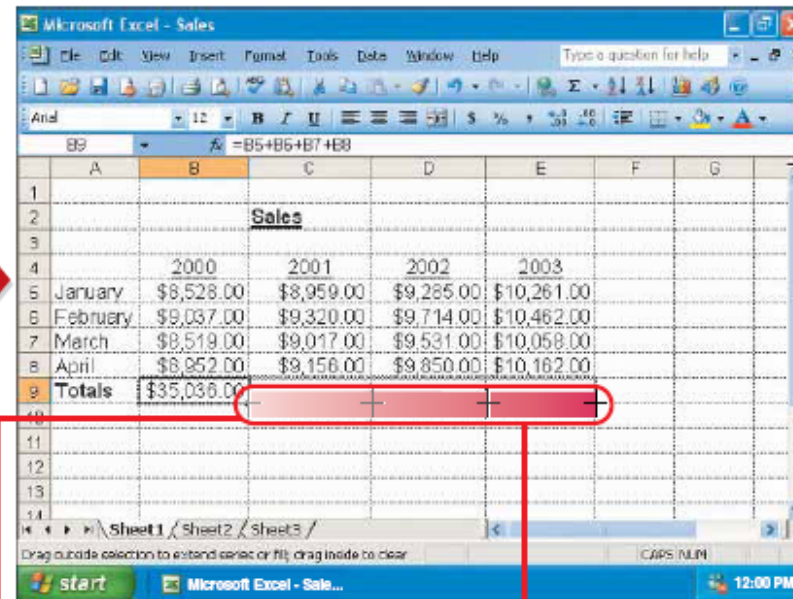 Microsoft Excel - Sales
File Edit View Insert Format Tools Data Window Help Type a question for help
Arial 12 B I U $ % ,
B9 fx =B5+B6+B7+B8
A B C D E F G
1
2 Sales
3
4 2000 2001 2002 2003
5 January $8,528.00 $8,959.00 $9,285.00 $10,261.00
6 February $9,037.00 $9,320.00 $9,714.00 $10,462.00
7 March $8,519.00 $9,017.00 $9,531.00 $10,058.00
8 April $8,952.00 $9,156.00 $9,850.00 $10,162.00
9 Totals $35,036.00
10
11
12
13
14
Sheet1 / Sheet2 / Sheet3 /
Drag outside selection to extend series or fill; drag inside to clear CAPS NUM
start Microsoft Excel - Sale... 12:00 PM